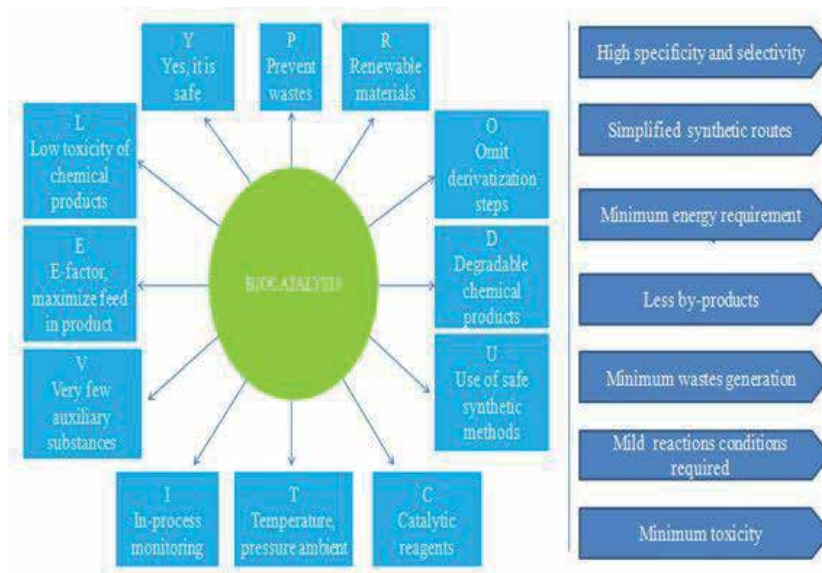 Y
Yes, it is
safe
P
Prevent
wastes
R
Renewable
materials
O
Omit
derivatization
steps
D
Degradable
chemical
products
U
Use of safe
synthetic
methods
C
Catalytic
reagents
T
Temperature,
pressure ambient
I
In-process
monitoring
V
Very few
auxiliary
substances
E
E-factor,
maximize feed
in product
L
Low toxicity of
chemical
products
BIOCATALYSIS
High specificity and selectivity
Simplified synthetic routes
Minimum energy requirement
Less by-products
Minimum wastes generation
Mild reactions conditions
required
Minimum toxicity